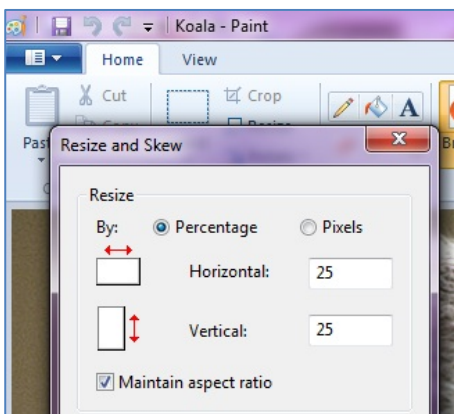 Koala - Paint
Home View
Cut Crop
Resize and Skew
Resize
By: Percentage Pixels
Horizontal: 25
Vertical: 25
Maintain aspect ratio